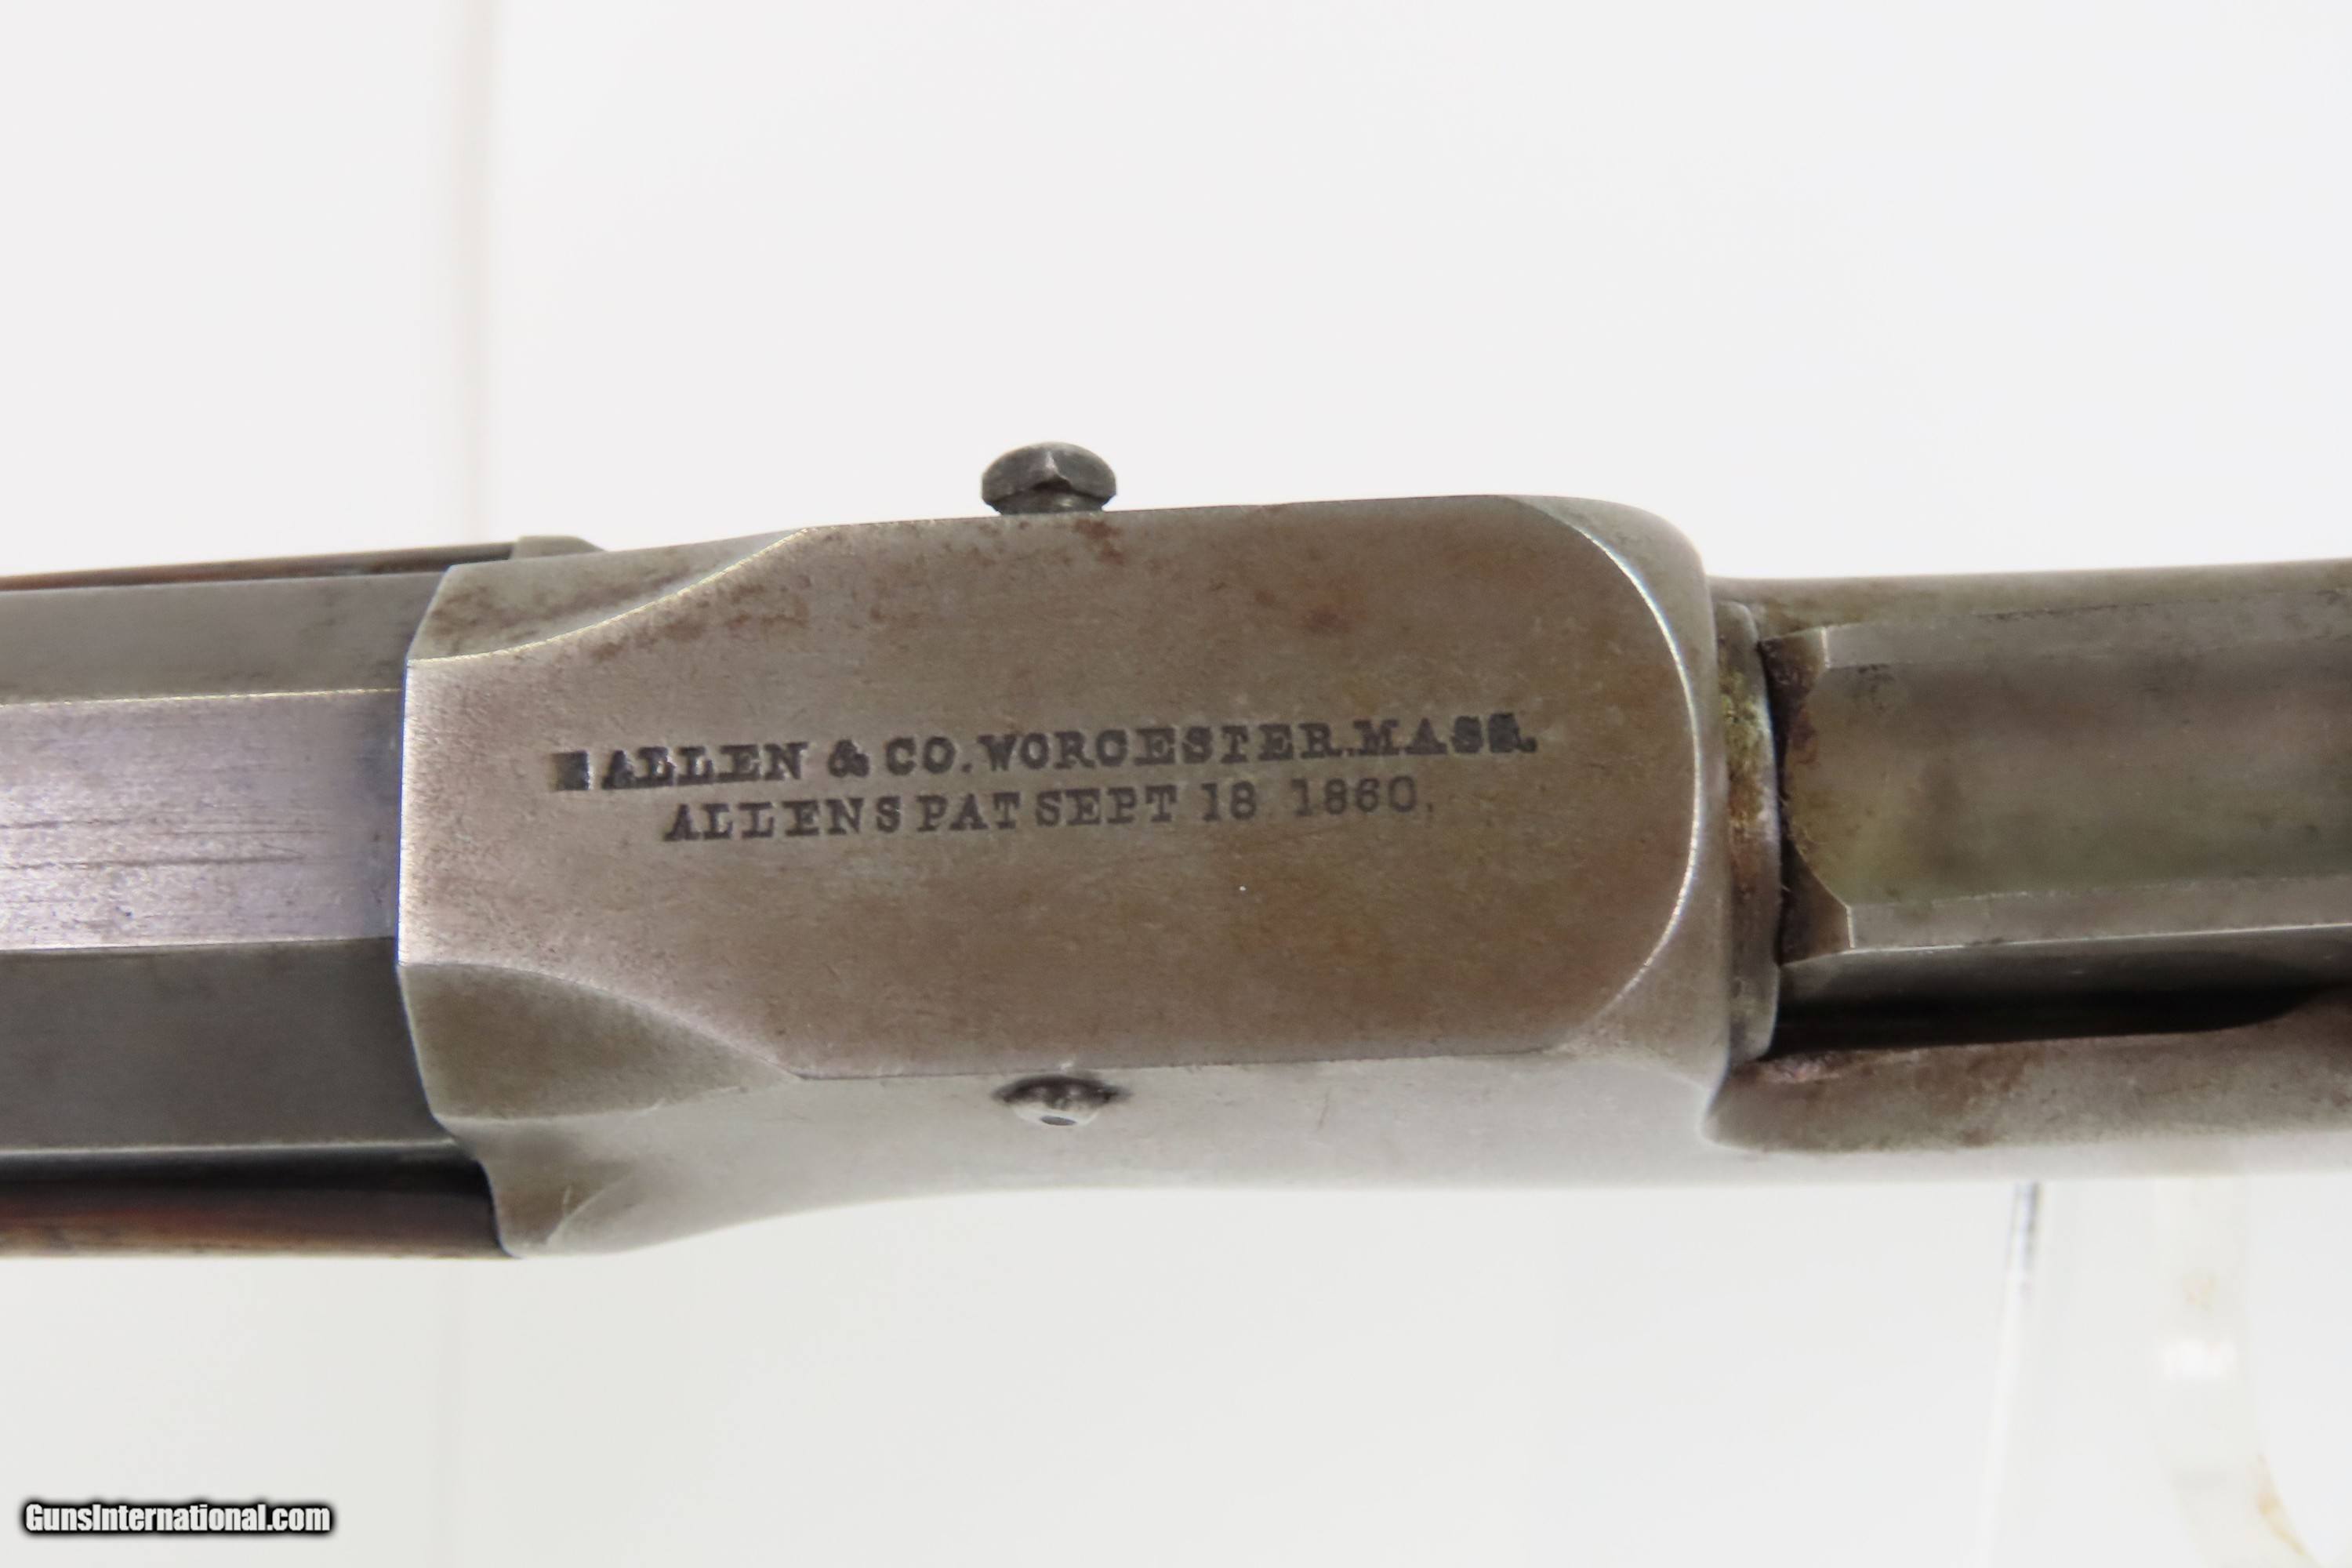 E ALLEN & CO. WORCESTER. MASS.
ALLENS PAT SEPT 18 1860.
GunsInternational.com